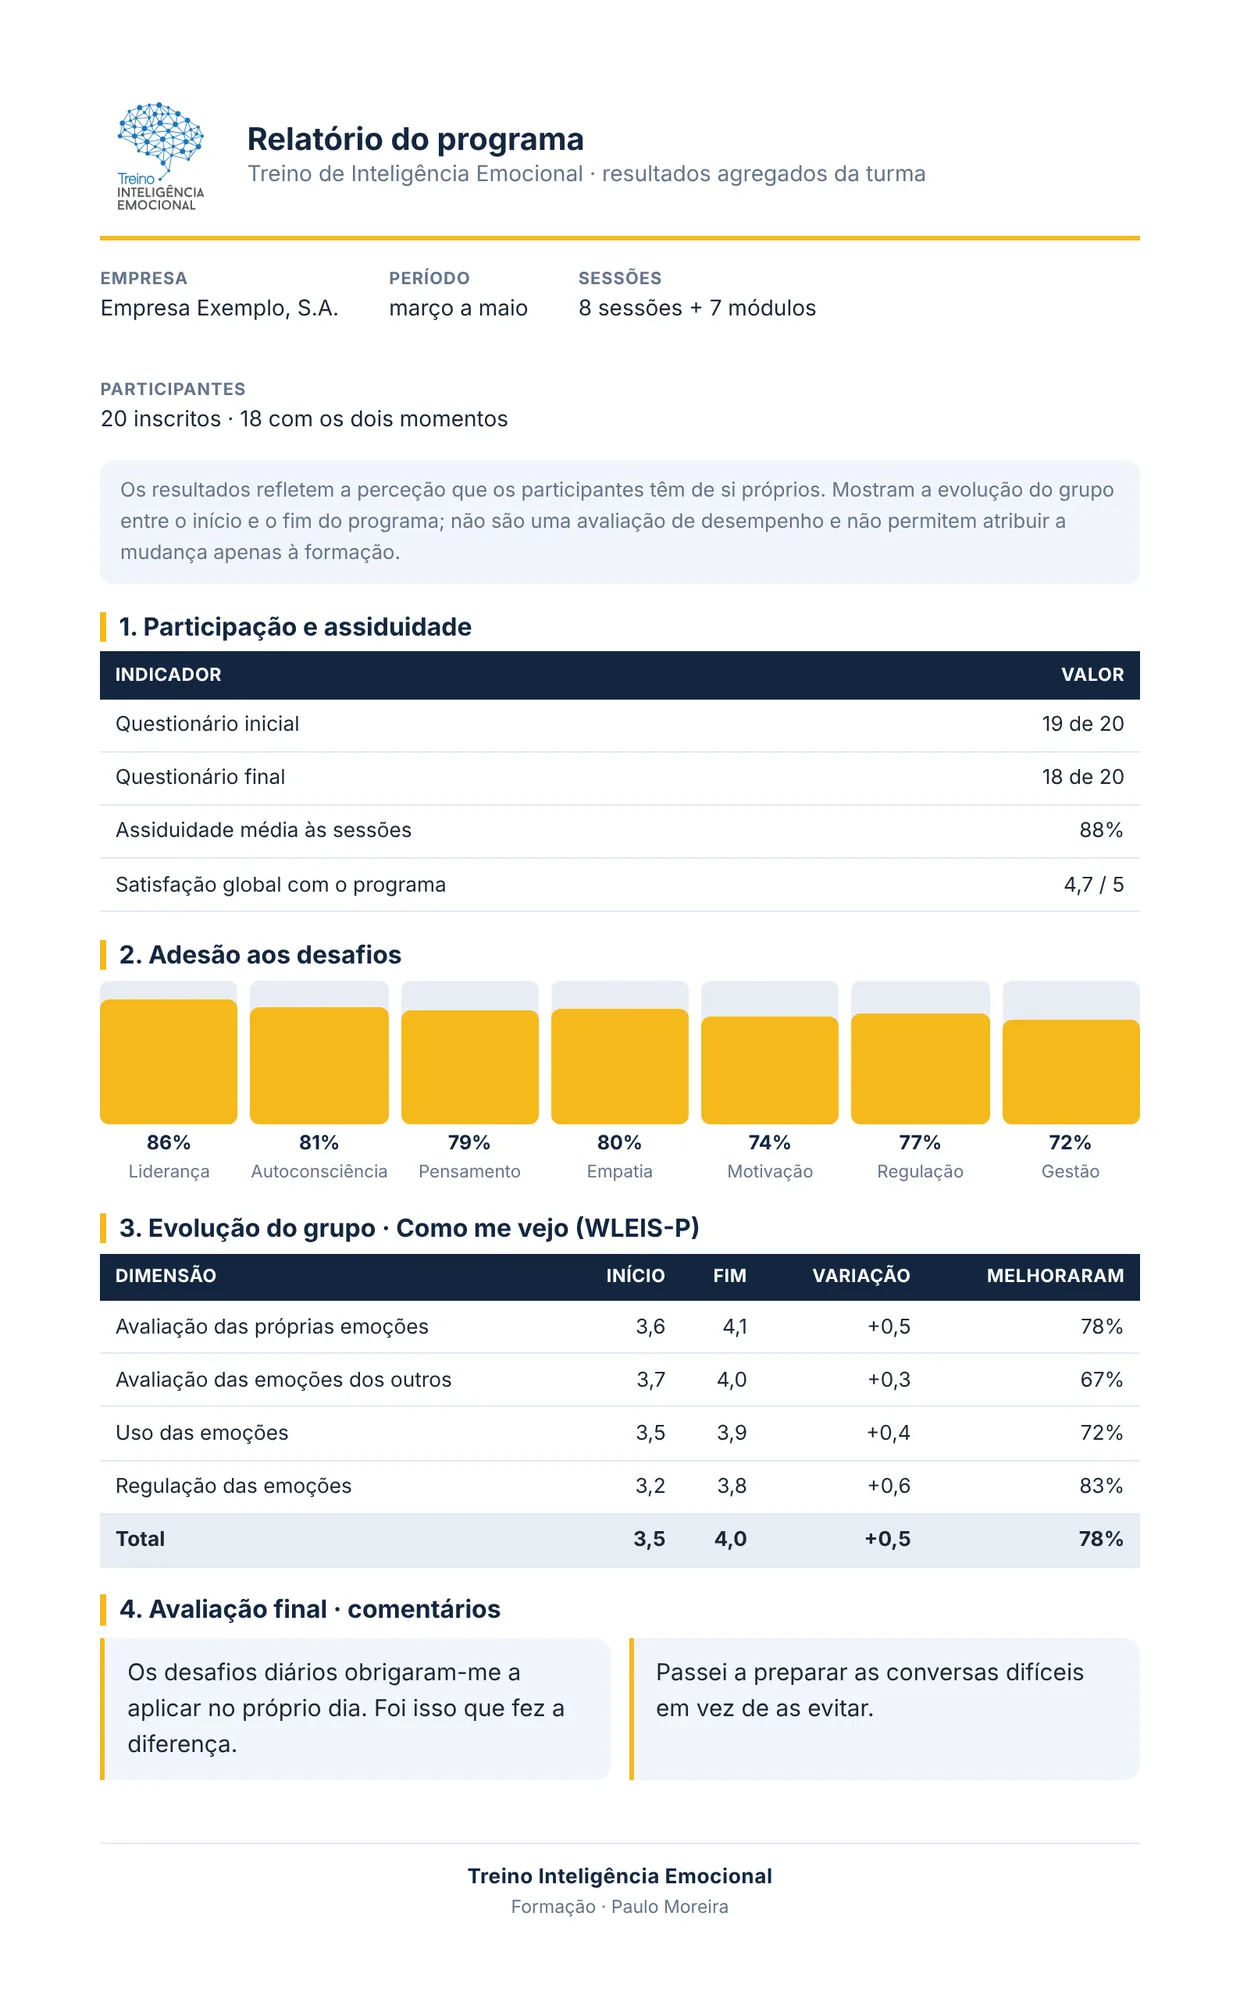 Treino
INTELIGÊNCIA
EMOCIONAL
Relatório do programa
Treino de Inteligência Emocional · resultados agregados da turma
EMPRESA
Empresa Exemplo, S.A.
PERÍODO
março a maio
SESSÕES
8 sessões + 7 módulos
PARTICIPANTES
20 inscritos · 18 com os dois momentos
Os resultados refletem a perceção que os participantes têm de si próprios. Mostram a evolução do grupo
entre o início e o fim do programa; não são uma avaliação de desempenho e não permitem atribuir a
mudança apenas à formação.
1. Participação e assiduidade
INDICADOR VALOR
Questionário inicial 19 de 20
Questionário final 18 de 20
Assiduidade média às sessões 88%
Satisfação global com o programa 4,7 / 5
2. Adesão aos desafios
86% 81% 79% 80% 74% 77% 72%
Liderança Autoconsciência Pensamento Empatia Motivação Regulação Gestão
3. Evolução do grupo · Como me vejo (WLEIS-P)
DIMENSÃO INÍCIO FIM VARIAÇÃO MELHORARAM
Avaliação das próprias emoções 3,6 4,1 +0,5 78%
Avaliação das emoções dos outros 3,7 4,0 +0,3 67%
Uso das emoções 3,5 3,9 +0,4 72%
Regulação das emoções 3,2 3,8 +0,6 83%
Total 3,5 4,0 +0,5 78%
4. Avaliação final · comentários
Os desafios diários obrigaram-me a
aplicar no próprio dia. Foi isso que fez a
diferença.
Passei a preparar as conversas difíceis
em vez de as evitar.
Treino Inteligência Emocional
Formação · Paulo Moreira